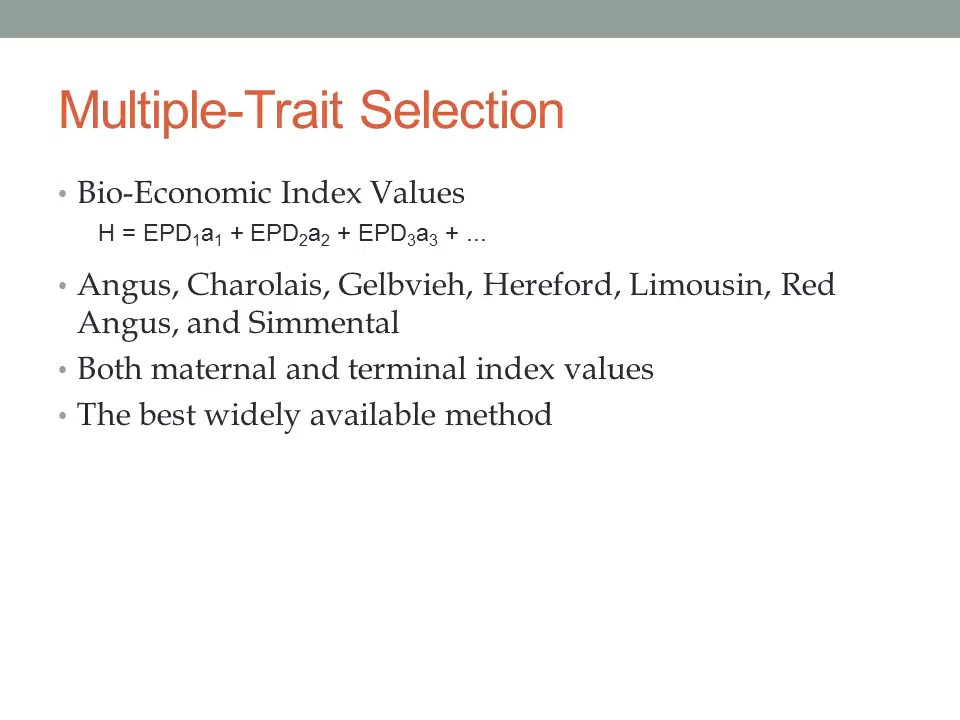 Multiple-Trait Selection
• Bio-Economic Index Values
H = EPD₁a₁ + EPD₂a₂ + EPD₃a₃ + ...
• Angus, Charolais, Gelbvieh, Hereford, Limousin, Red
Angus, and Simmental
• Both maternal and terminal index values
• The best widely available method